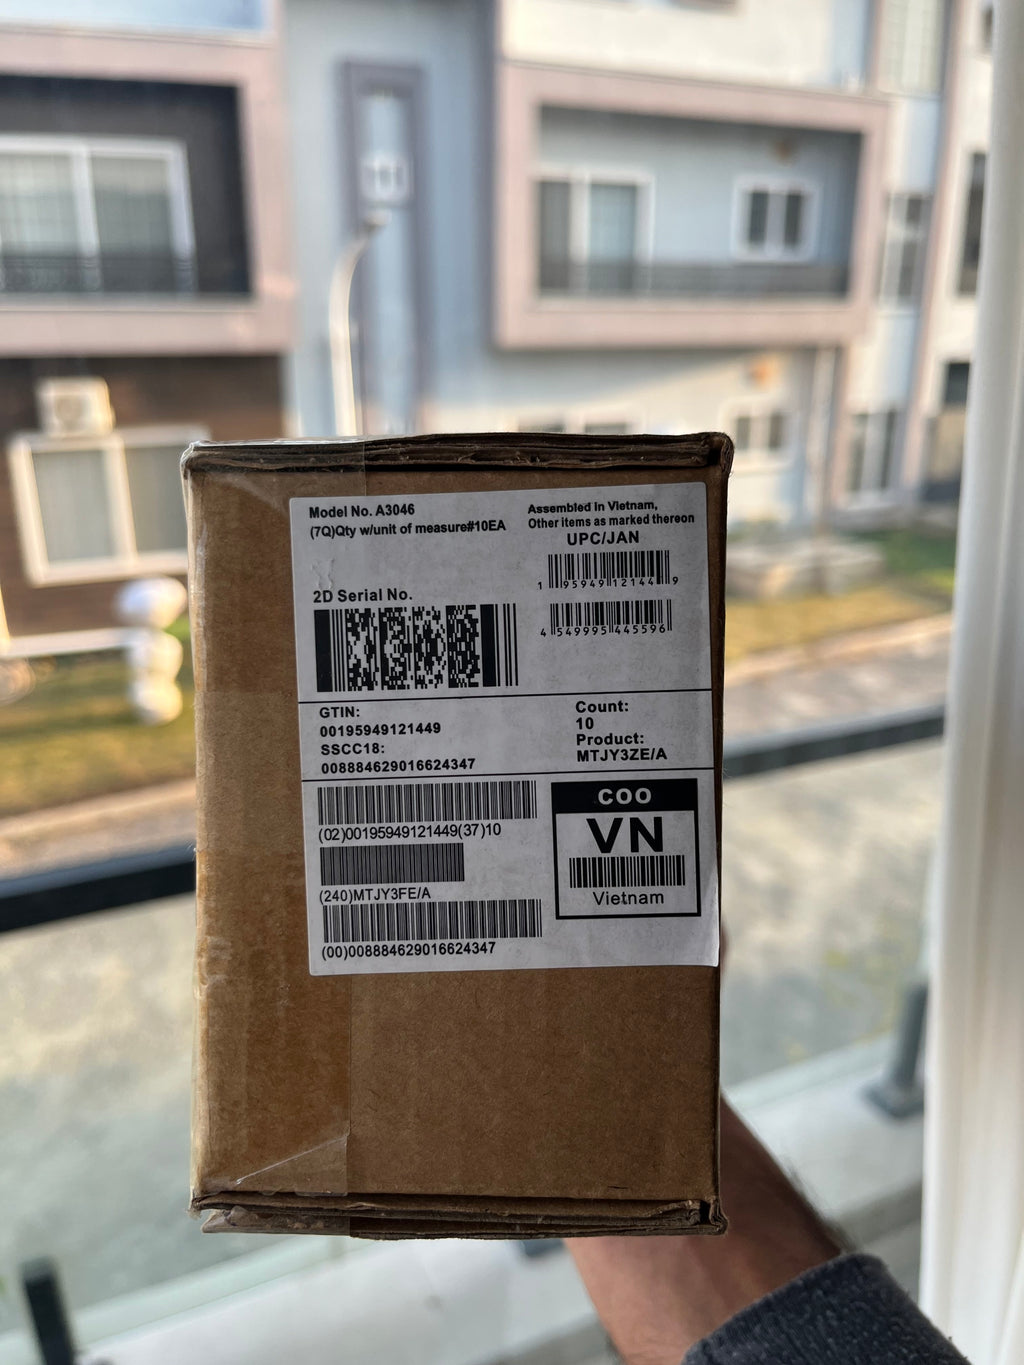 Model No. A3046
(7Q)Qty w/unit of measure#10EA
Assembled in Vietnam,
Other items as marked thereon
UPC/JAN
1 95949 12144 9
4 549995 445596
2D Serial No.
GTIN:
00195949121449
SSCC18:
008884629016624347
Count:
10
Product:
MTJY3ZE/A
(02)00195949121449(37)10
(240)MTJY3FE/A
(00)008884629016624347
COO
VN
Vietnam